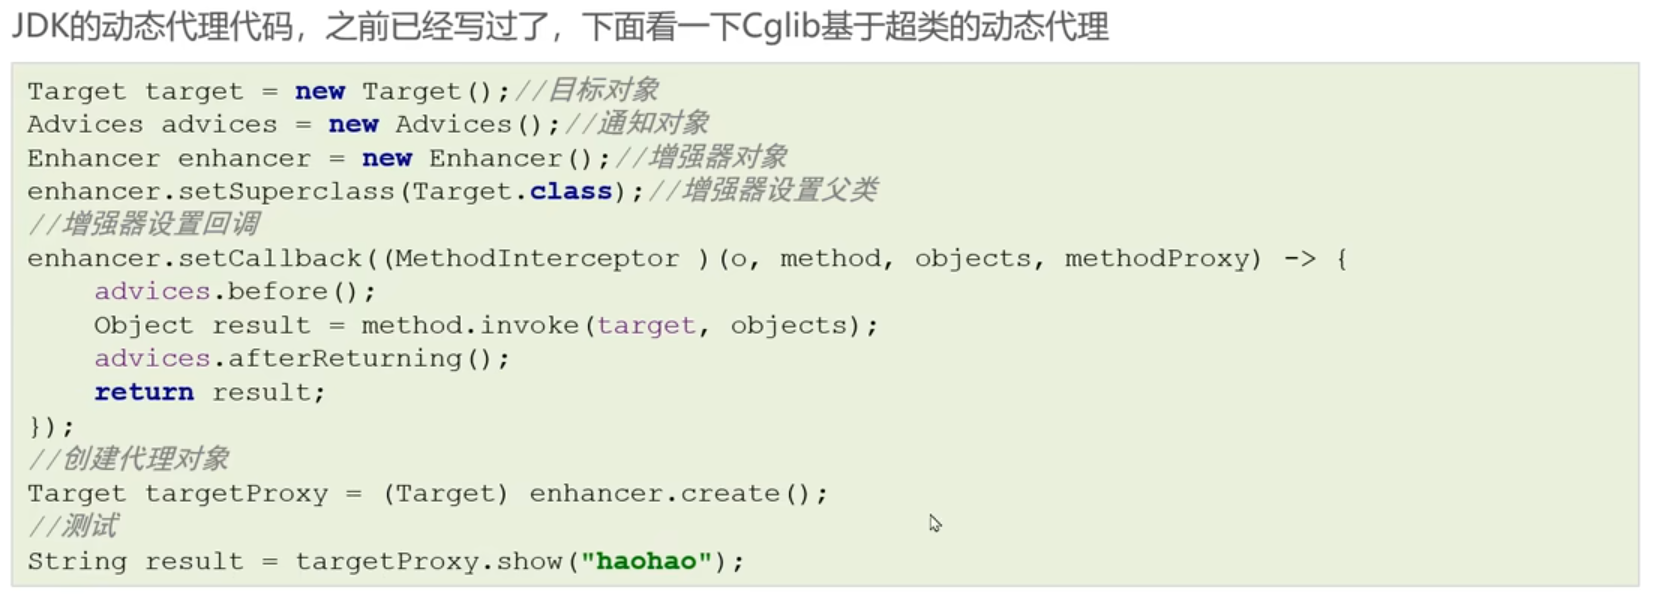 JDK的动态代理代码，之前已经写过了，下面看一下Cglib基于超类的动态代理
Target target = new Target();//目标对象
Advices advices = new Advices();//通知对象
Enhancer enhancer = new Enhancer();//增强器对象
enhancer.setSuperclass(Target.class);//增强器设置父类
//增强器设置回调
enhancer.setCallback((MethodInterceptor )(o, method, objects, methodProxy) -> {
    advices.before();
    Object result = method.invoke(target, objects);
    advices.afterReturning();
    return result;
});
//创建代理对象
Target targetProxy = (Target) enhancer.create();
//测试
String result = targetProxy.show("haohao");